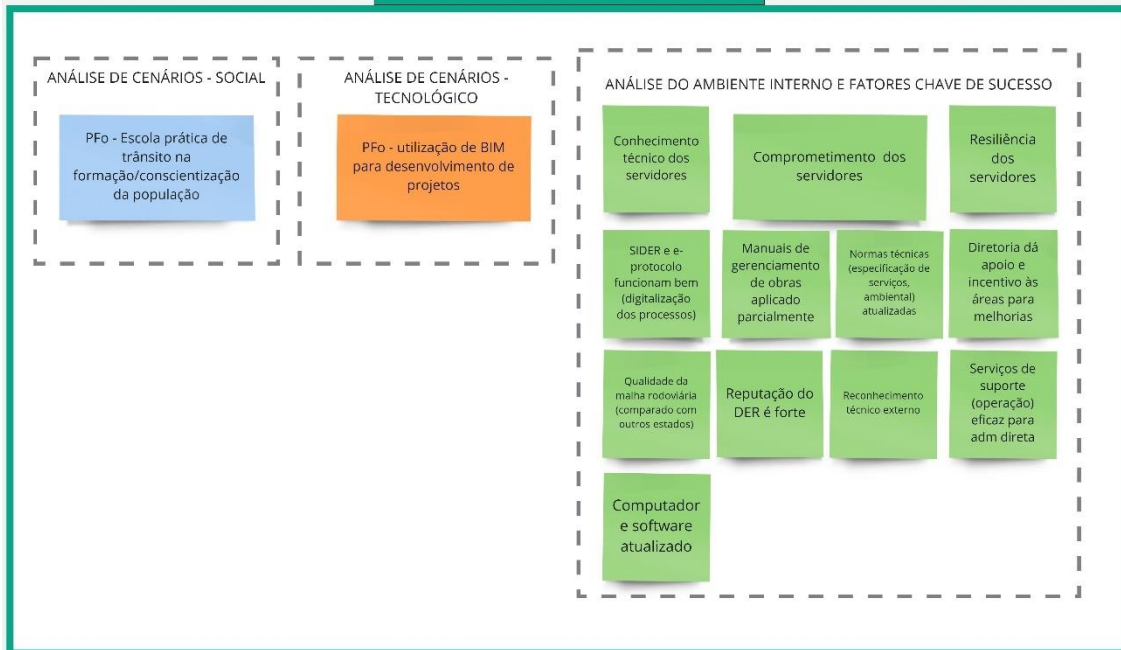 ANÁLISE DE CENÁRIOS - SOCIAL
PFo - Escola prática de
trânsito na
formação/conscientização
da população
ANÁLISE DE CENÁRIOS -
TECNOLÓGICO
PFo - utilização de BIM
para desenvolvimento de
projetos
ANÁLISE DO AMBIENTE INTERNO E FATORES CHAVE DE SUCESSO
Conhecimento
técnico dos
servidores
Comprometimento dos
servidores
Resiliência
dos
servidores
SIDER e e-
protocolo
funcionam bem
(digitalização
dos processos)
Manuais de
gerenciamento
de obras
aplicado
parcialmente
Normas técnicas
(especificação de
serviços,
ambiental)
atualizadas
Diretoria dá
apoio e
incentivo às
áreas para
melhorias
Qualidade da
malha rodoviária
(comparado com
outros estados)
Reputação do
DER é forte
Reconhecimento
técnico externo
Serviços de
suporte
(operação)
eficaz para
adm direta
Computador
e software
atualizado